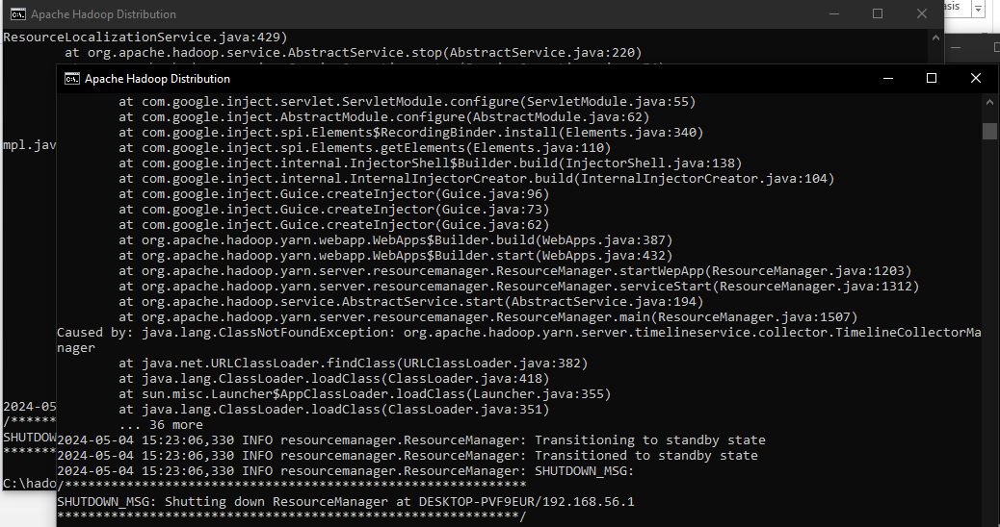 asis
Apache Hadoop Distribution
ResourceLocalizationService.java:429)
at org.apache.hadoop.service.AbstractService.stop(AbstractService.java:220)
Apache Hadoop Distribution
at com.google.inject.servlet.ServletModule.configure(ServletModule.java:55)
at com.google.inject.AbstractModule.configure(AbstractModule.java:62)
at com.google.inject.spi.Elements$RecordingBinder.install(Elements.java:340)
at com.google.inject.spi.Elements.getElements(Elements.java:110)
mpl.jav
at com.google.inject.internal.InjectorShell$Builder.build(InjectorShell.java:138)
at com.google.inject.internal.InternalInjectorCreator.build(InternalInjectorCreator.java:104)
at com.google.inject.Guice.createInjector(Guice.java:96)
at com.google.inject.Guice.createInjector(Guice.java:73)
at com.google.inject.Guice.createInjector(Guice.java:62)
at org.apache.hadoop.yarn.webapp.WebApps$Builder.build(WebApps.java:387)
at org.apache.hadoop.yarn.webapp.WebApps$Builder.start(WebApps.java:432)
at org.apache.hadoop.yarn.server.resourcemanager.ResourceManager.startWepApp(ResourceManager.java:1203)
at org.apache.hadoop.yarn.server.resourcemanager.ResourceManager.serviceStart(ResourceManager.java:1312)
at org.apache.hadoop.service.AbstractService.start(AbstractService.java:194)
at org.apache.hadoop.yarn.server.resourcemanager.ResourceManager.main(ResourceManager.java:1507)
Caused by: java.lang.ClassNotFoundException: org.apache.hadoop.yarn.server.timelineservice.collector.TimelineCollectorMa
nager
at java.net.URLClassLoader.findClass(URLClassLoader.java:382)
at java.lang.ClassLoader.loadClass(ClassLoader.java:418)
at sun.misc.Launcher$AppClassLoader.loadClass(Launcher.java:355)
at java.lang.ClassLoader.loadClass(ClassLoader.java:351)
... 36 more
2024-05
/******
SHUTDOW
*******
C:\hado
2024-05-04 15:23:06,330 INFO resourcemanager.ResourceManager: Transitioning to standby state
2024-05-04 15:23:06,330 INFO resourcemanager.ResourceManager: Transitioned to standby state
2024-05-04 15:23:06,330 INFO resourcemanager.ResourceManager: SHUTDOWN_MSG:
/************************************************************
SHUTDOWN_MSG: Shutting down ResourceManager at DESKTOP-PVF9EUR/192.168.56.1
************************************************************/